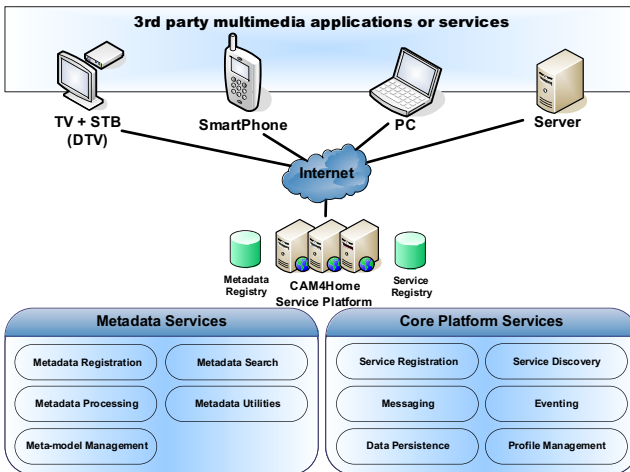 3rd party multimedia applications or services
TV + STB
(DTV)
SmartPhone
PC
Server
Internet
Metadata
Registry
CAM4Home
Service Platform
Service
Registry
Metadata Services
Core Platform Services
Metadata Registration
Metadata Search
Service Registration
Service Discovery
Metadata Processing
Metadata Utilities
Messaging
Eventing
Meta-model Management
Data Persistence
Profile Management